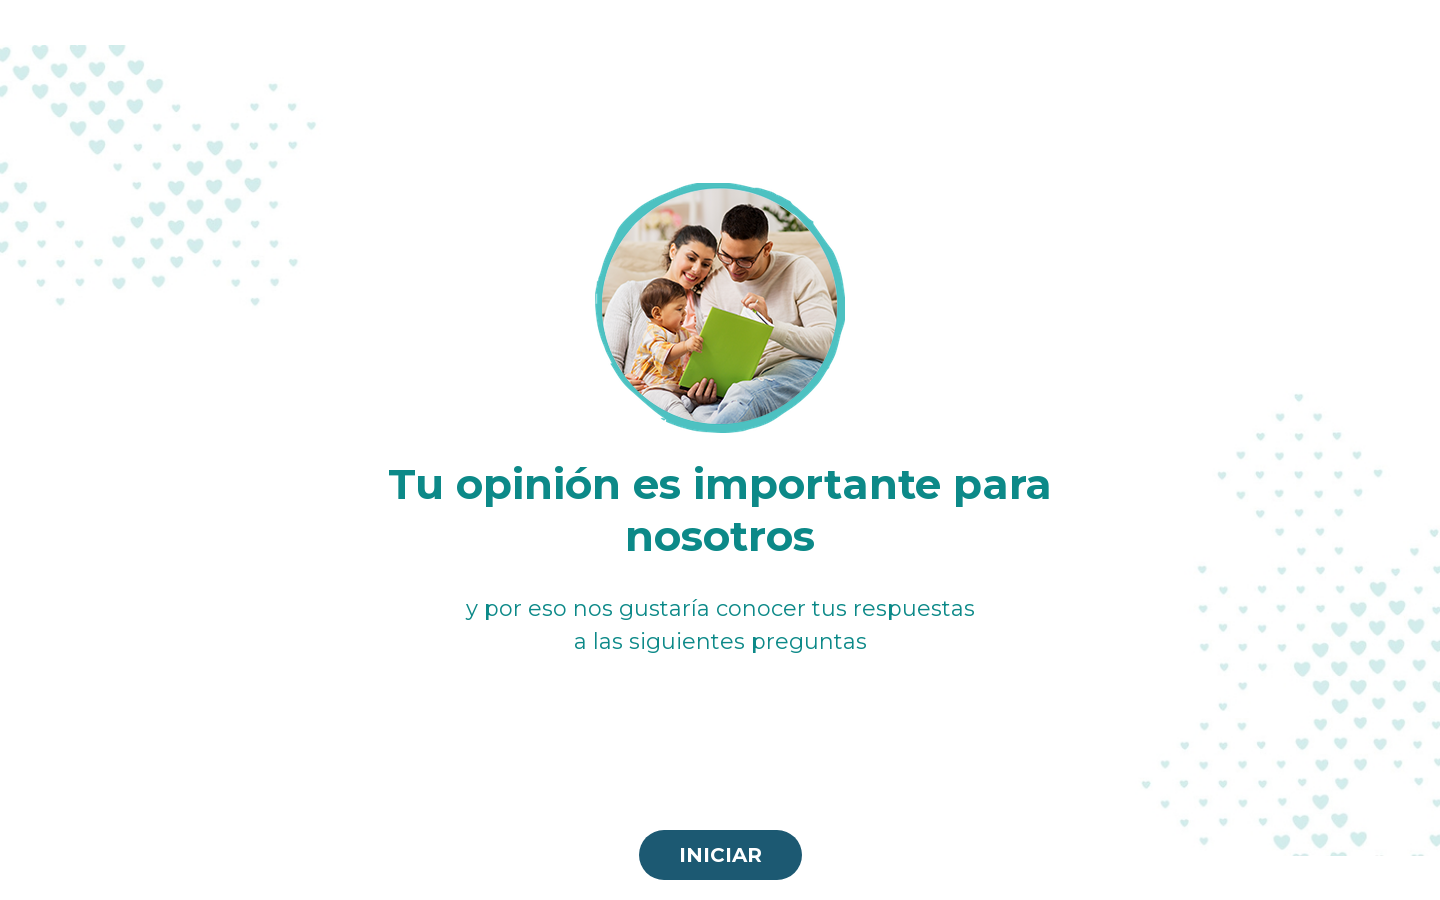 Tu opinión es importante para
nosotros
y por eso nos gustaría conocer tus respuestas
a las siguientes preguntas
INICIAR